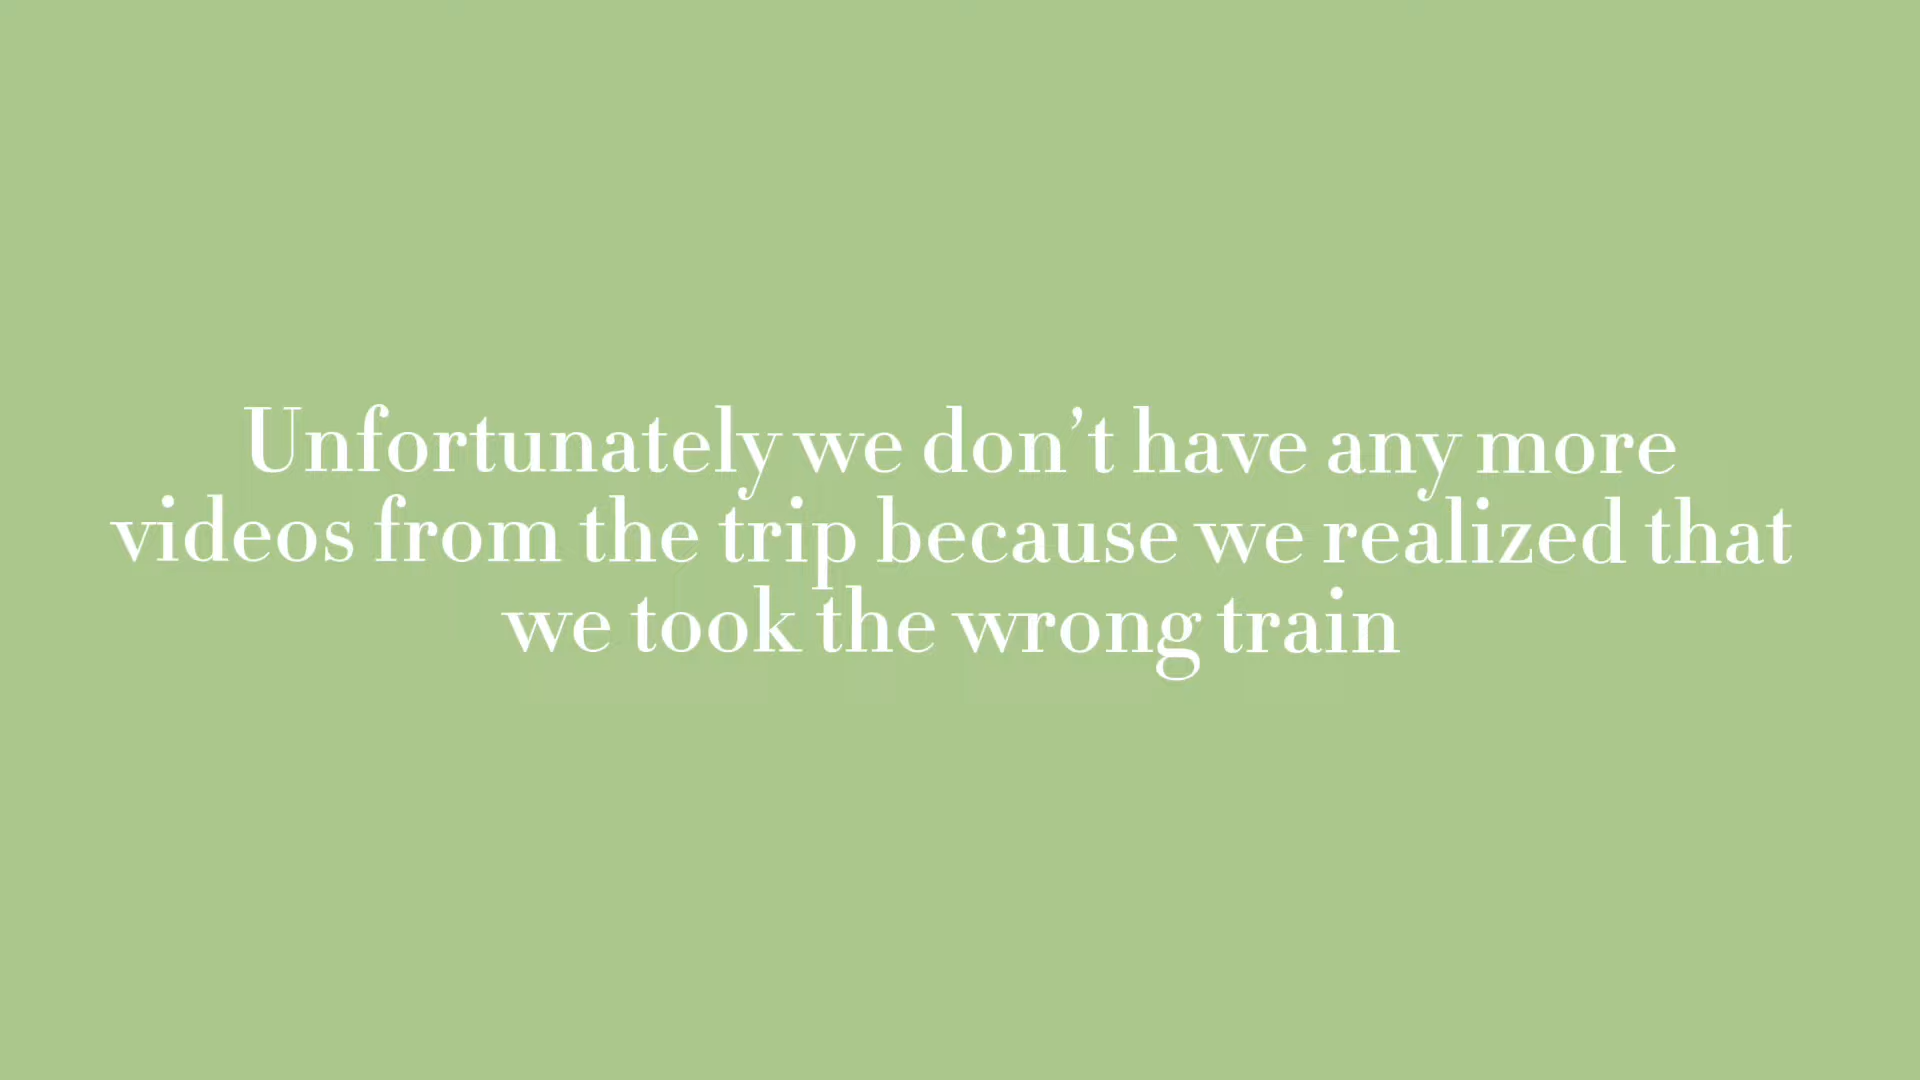 Unfortunately we don’t have any more
videos from the trip because we realized that
we took the wrong train